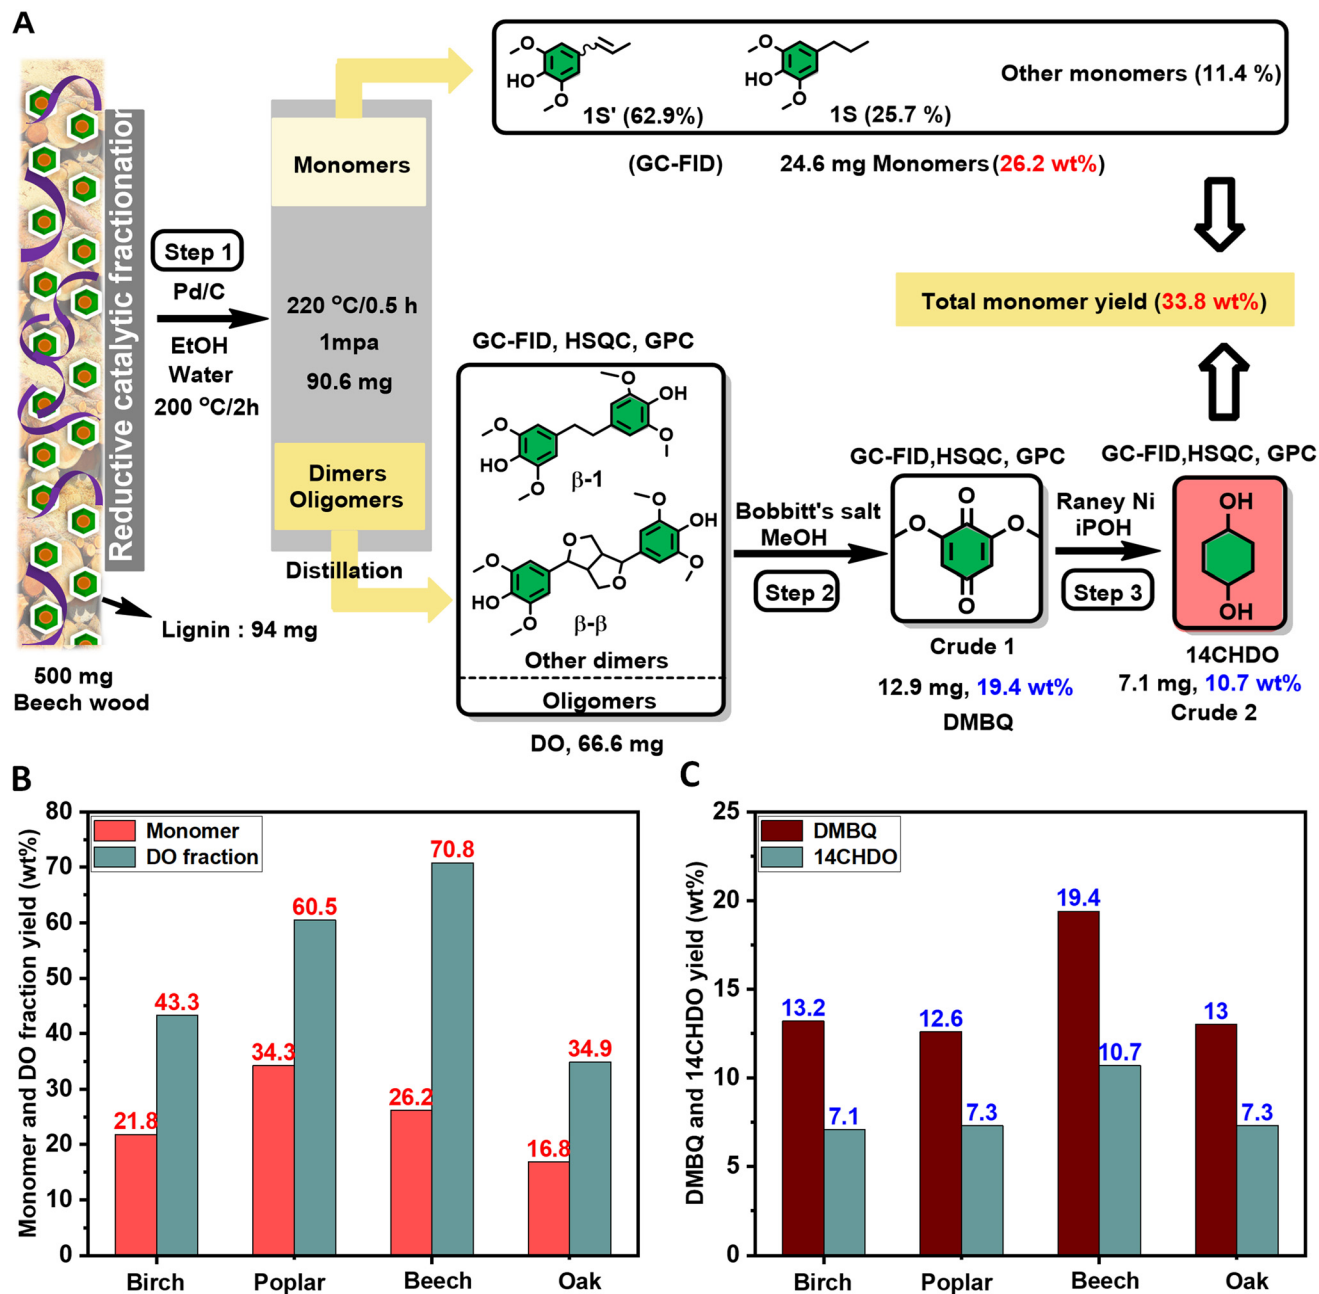 A
Reductive catalytic fractionation
500 mg
Beech wood
Lignin : 94 mg
Step 1
Pd/C
EtOH
Water
200 °C/2h
Monomers
220 °C/0.5 h
1mpa
90.6 mg
Dimers
Oligomers
Distillation
O
O
HO
1S' (62.9%)
O
O
HO
1S (25.7 %)
Other monomers (11.4 %)
(GC-FID)
24.6 mg Monomers (26.2 wt%)
Total monomer yield (33.8 wt%)
GC-FID, HSQC, GPC
O
OH
O
O
HO
O
β-1
O
OH
O
O
O
O
HO
O
β-β
Other dimers
Oligomers
DO, 66.6 mg
Bobbitt's salt
MeOH
Step 2
GC-FID,HSQC, GPC
O
O
O
O
Crude 1
12.9 mg, 19.4 wt%
DMBQ
Raney Ni
iPOH
Step 3
GC-FID,HSQC, GPC
OH
OH
14CHDO
7.1 mg, 10.7 wt%
Crude 2
B
Monomer and DO fraction yield (wt%)
80
70
60
50
40
30
20
10
0
Monomer
DO fraction
21.8
43.3
34.3
60.5
26.2
70.8
16.8
34.9
Birch
Poplar
Beech
Oak
C
DMBQ and 14CHDO yield (wt%)
25
20
15
10
5
0
DMBQ
14CHDO
13.2
7.1
12.6
7.3
19.4
10.7
13
7.3
Birch
Poplar
Beech
Oak